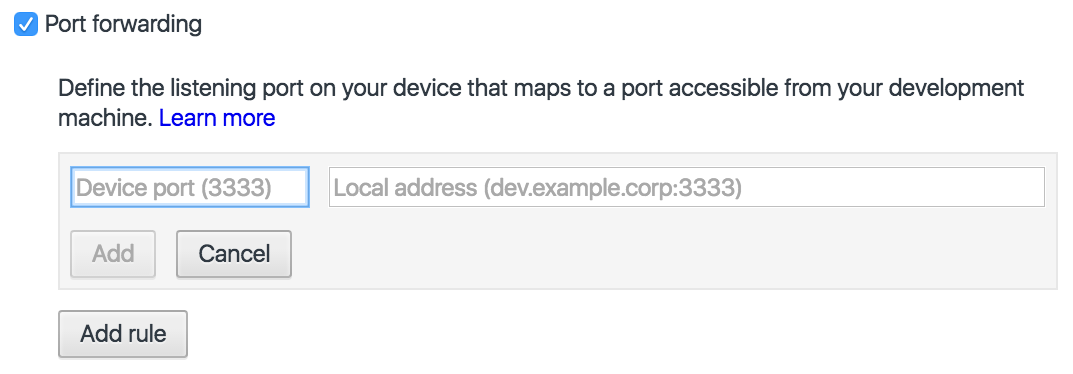 Port forwarding
Define the listening port on your device that maps to a port accessible from your development
machine. Learn more
Device port (3333) Local address (dev.example.corp:3333)
Add Cancel
Add rule